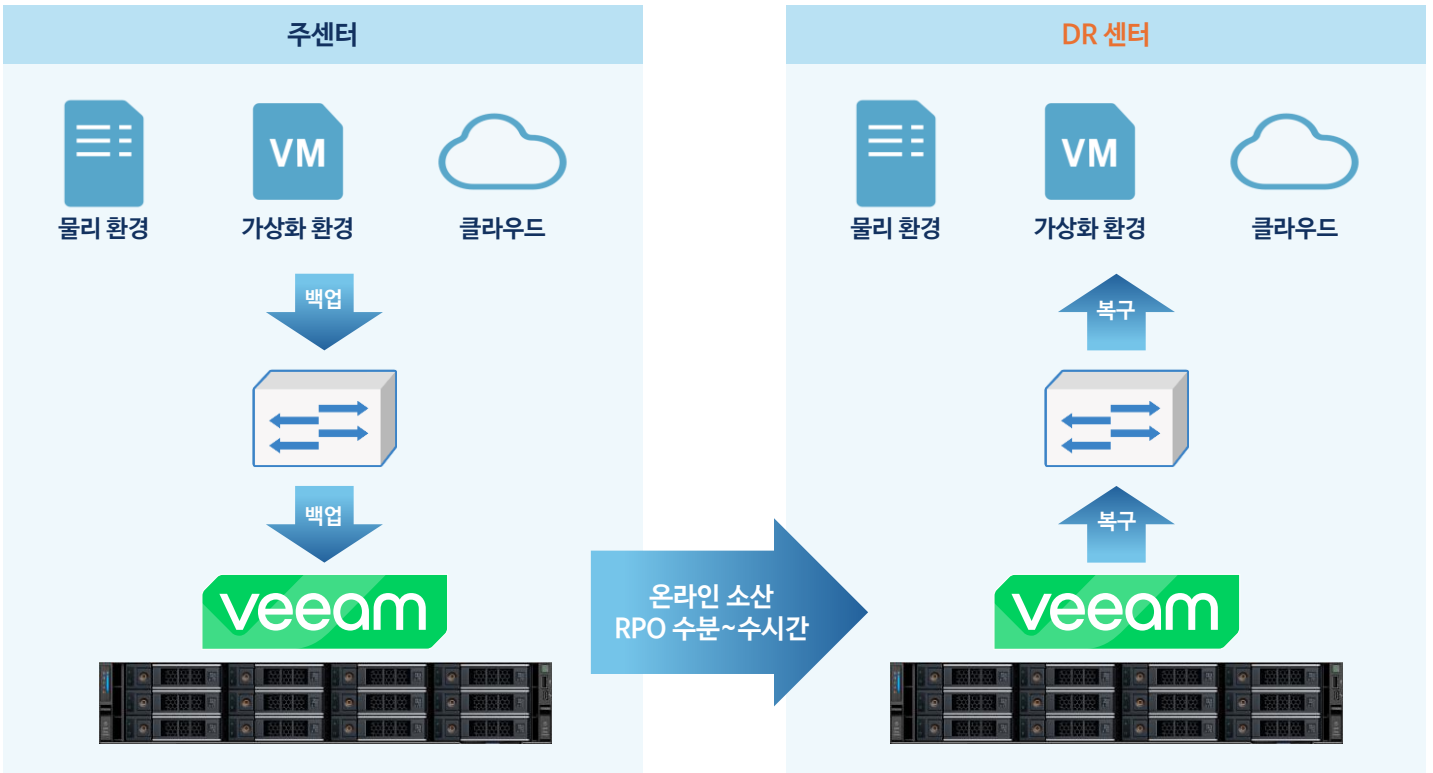 주센터
VM
물리 환경
가상화 환경
클라우드
백업
백업
veeam
온라인 소산
RPO 수분~수시간
DR 센터
VM
물리 환경
가상화 환경
클라우드
복구
복구
veeam